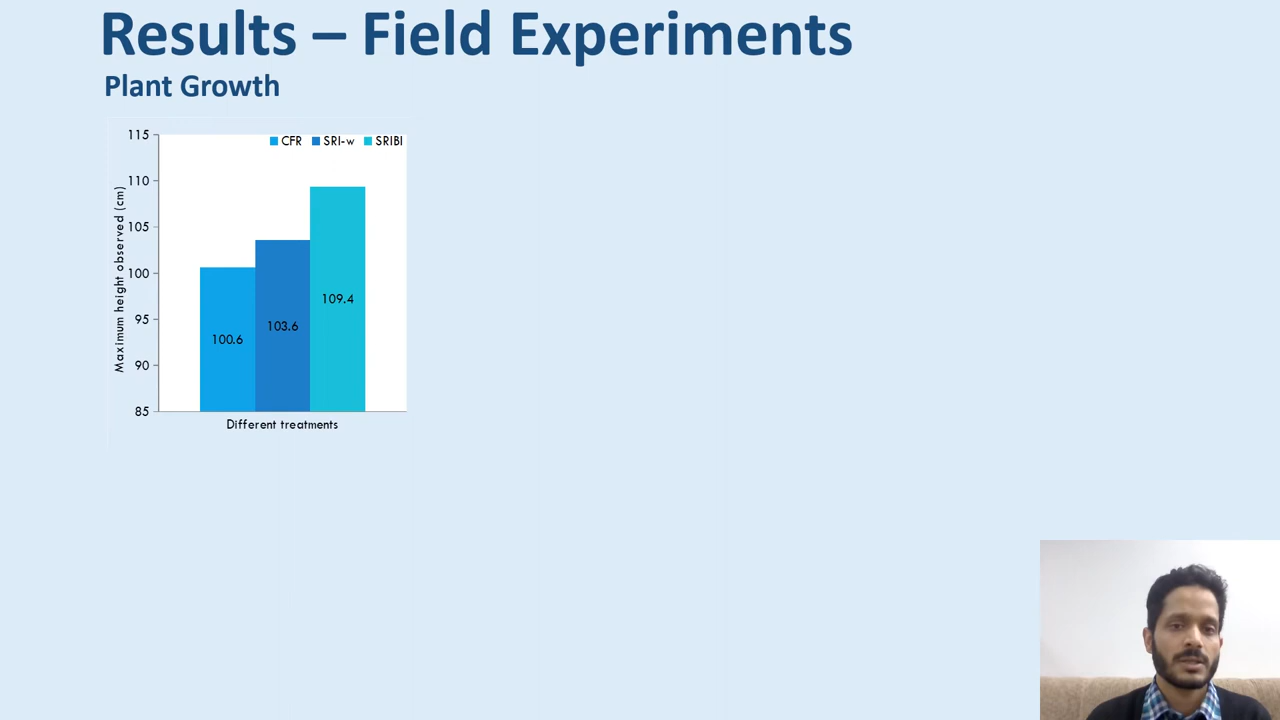 Results – Field Experiments
Plant Growth
CFR SRI-w SRIBI
Maximum height observed (cm)
115
110
105
100
95
90
85
100.6
103.6
109.4
Different treatments